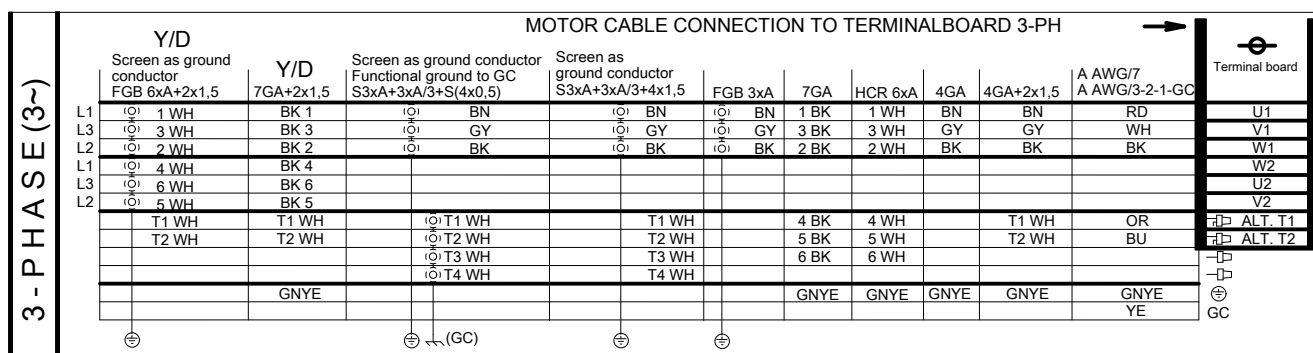 MOTOR CABLE CONNECTION TO TERMINALBOARD 3-PH
3 - PHASE (3~)
Y/D
Screen as ground
conductor
FGB 6xA+2x1,5
Y/D
7GA+2x1,5
Screen as ground conductor
Functional ground to GC
S3xA+3xA/3+S(4x0,5)
Screen as
ground conductor
S3xA+3xA/3+4x1,5
FGB 3xA
7GA
HCR 6xA
4GA
4GA+2x1,5
A AWG/7
A AWG/3-2-1-GC
Terminal board
L1 1 WH BK 1 BN BN BN 1 BK 1 WH BN BN RD U1
L3 3 WH BK 3 GY GY GY 3 BK 3 WH GY GY WH V1
L2 2 WH BK 2 BK BK BK 2 BK 2 WH BK BK BK W1
L1 4 WH BK 4 W2
L3 6 WH BK 6 U2
L2 5 WH BK 5 V2
T1 WH T1 WH T1 WH T1 WH 4 BK 4 WH T1 WH OR ALT. T1
T2 WH T2 WH T2 WH T2 WH 5 BK 5 WH T2 WH BU ALT. T2
T3 WH T3 WH 6 BK 6 WH
T4 WH T4 WH
GNYE GNYE GNYE GNYE GNYE GNYE
YE GC
(GC)